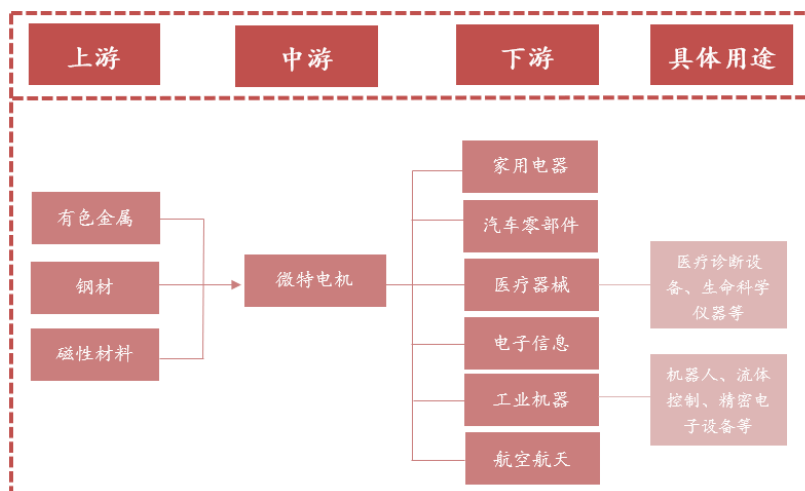 上游
中游
下游
具体用途
有色金属
钢材
磁性材料
微特电机
家用电器
汽车零部件
医疗器械
电子信息
工业机器
航空航天
医疗诊断设
备、生命科学
仪器等
机器人、流体
控制、精密电
子设备等